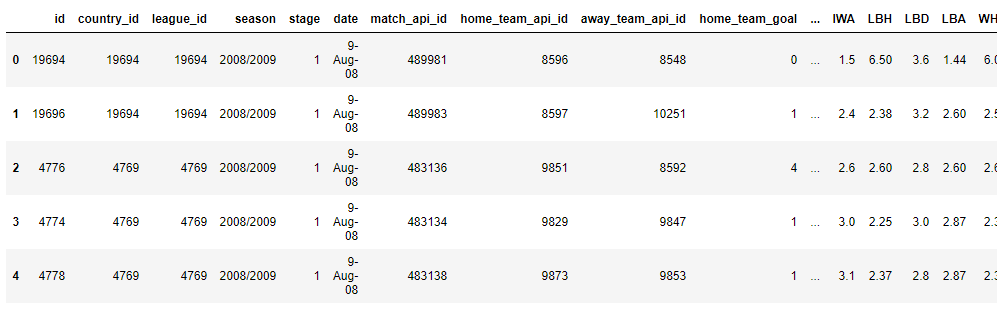 id country_id league_id season stage date match_api_id home_team_api_id away_team_api_id home_team_goal ... IWA LBH LBD LBA WH
0 19694 19694 19694 2008/2009 1 9-Aug-08 489981 8596 8548 0 ... 1.5 6.50 3.6 1.44 6.0
1 19696 19694 19694 2008/2009 1 9-Aug-08 489983 8597 10251 1 ... 2.4 2.38 3.2 2.60 2.5
2 4776 4769 4769 2008/2009 1 9-Aug-08 483136 9851 8592 4 ... 2.6 2.60 2.8 2.60 2.6
3 4774 4769 4769 2008/2009 1 9-Aug-08 483134 9829 9847 1 ... 3.0 2.25 3.0 2.87 2.3
4 4778 4769 4769 2008/2009 1 9-Aug-08 483138 9873 9853 1 ... 3.1 2.37 2.8 2.87 2.3